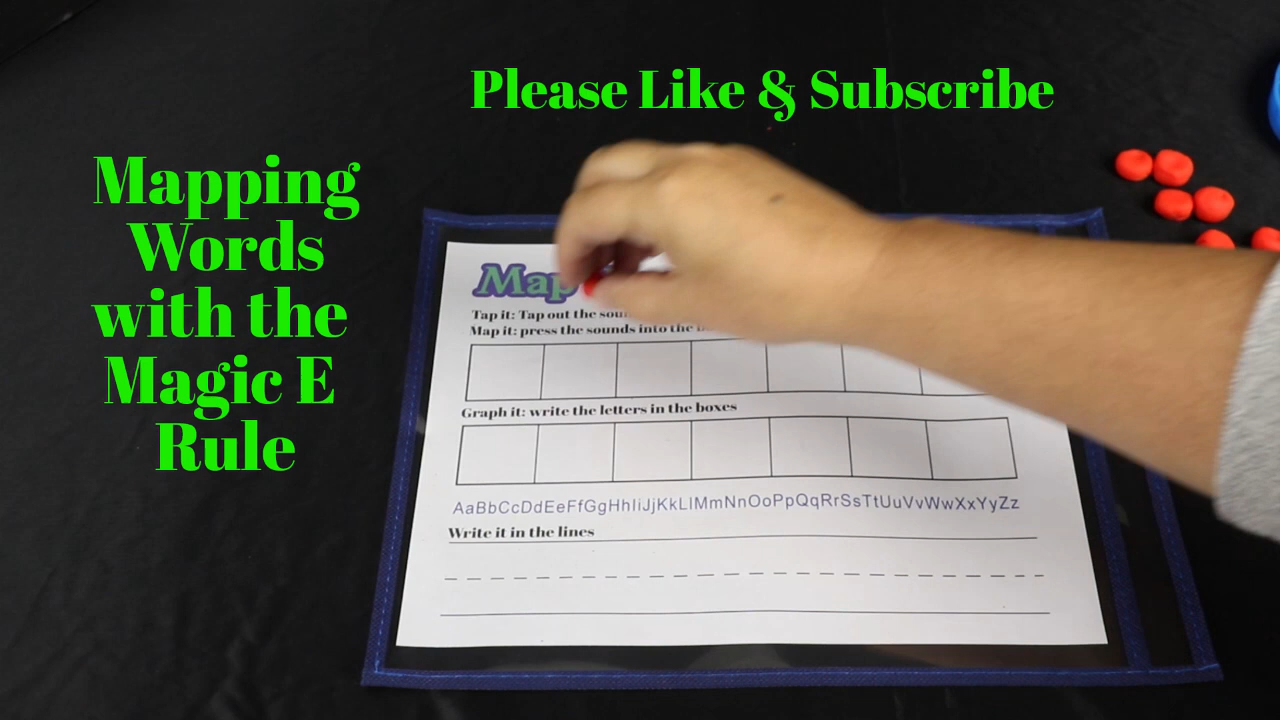 Please Like & Subscribe
Mapping
Words
with the
Magic E
Rule
Map
Tap it: Tap out the
Map it: press the sounds into the
Graph it: write the letters in the boxes
AaBbCcDdEeFfGgHhIiJjKkLlMmNnOoPpQqRrSsTtUuVvWwXxYyZz
Write it in the lines